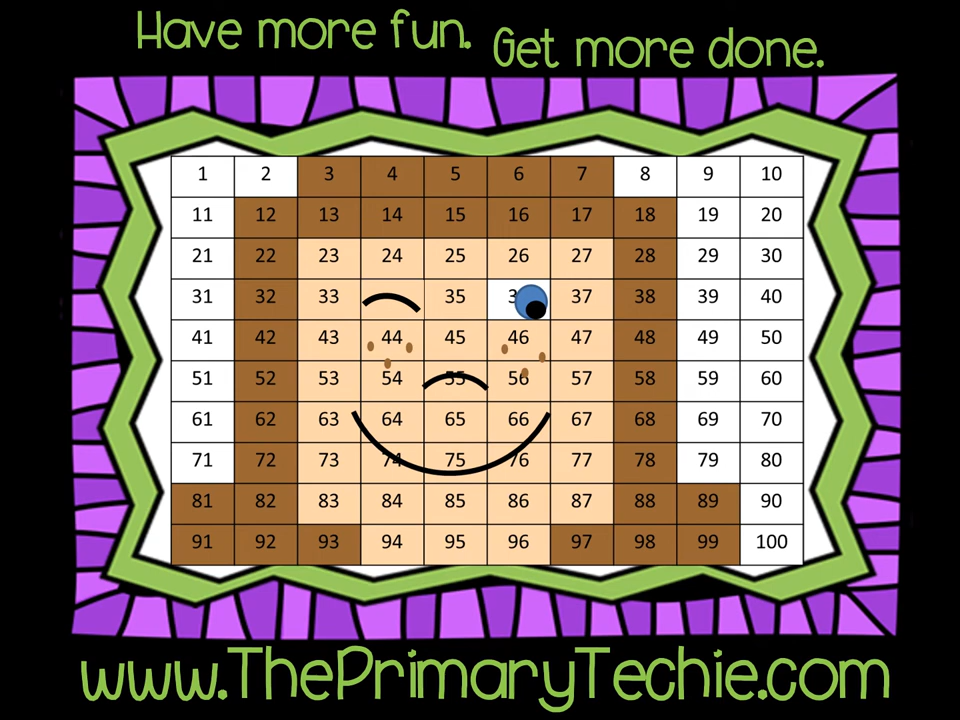 Have more fun. Get more done.
1 2 3 4 5 6 7 8 9 10
11 12 13 14 15 16 17 18 19 20
21 22 23 24 25 26 27 28 29 30
31 32 33 35 37 38 39 40
41 42 43 44 45 46 47 48 49 50
51 52 53 54 55 56 57 58 59 60
61 62 63 64 65 66 67 68 69 70
71 72 73 74 75 76 77 78 79 80
81 82 83 84 85 86 87 88 89 90
91 92 93 94 95 96 97 98 99 100
www.ThePrimaryTechie.com